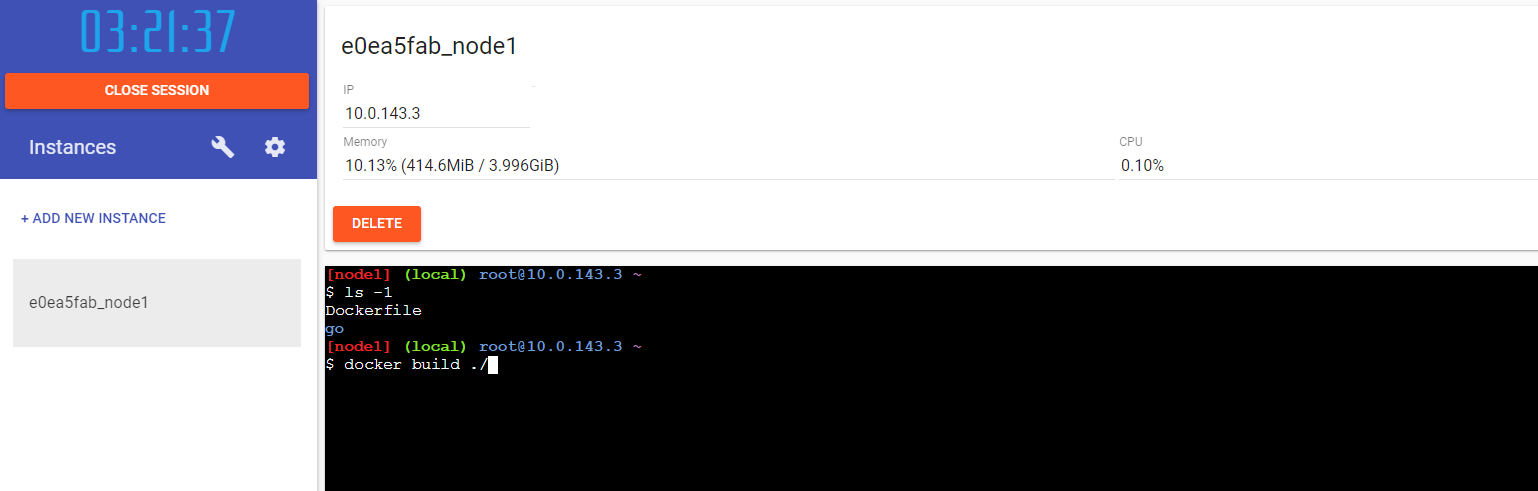 03:21:37
CLOSE SESSION
Instances
+ ADD NEW INSTANCE
e0ea5fab_node1
e0ea5fab_node1
IP
10.0.143.3
Memory
10.13% (414.6MiB / 3.996GiB)
CPU
0.10%
DELETE
[node1] (local) root@10.0.143.3 ~
$ ls -1
Dockerfile
go
[node1] (local) root@10.0.143.3 ~
$ docker build ./